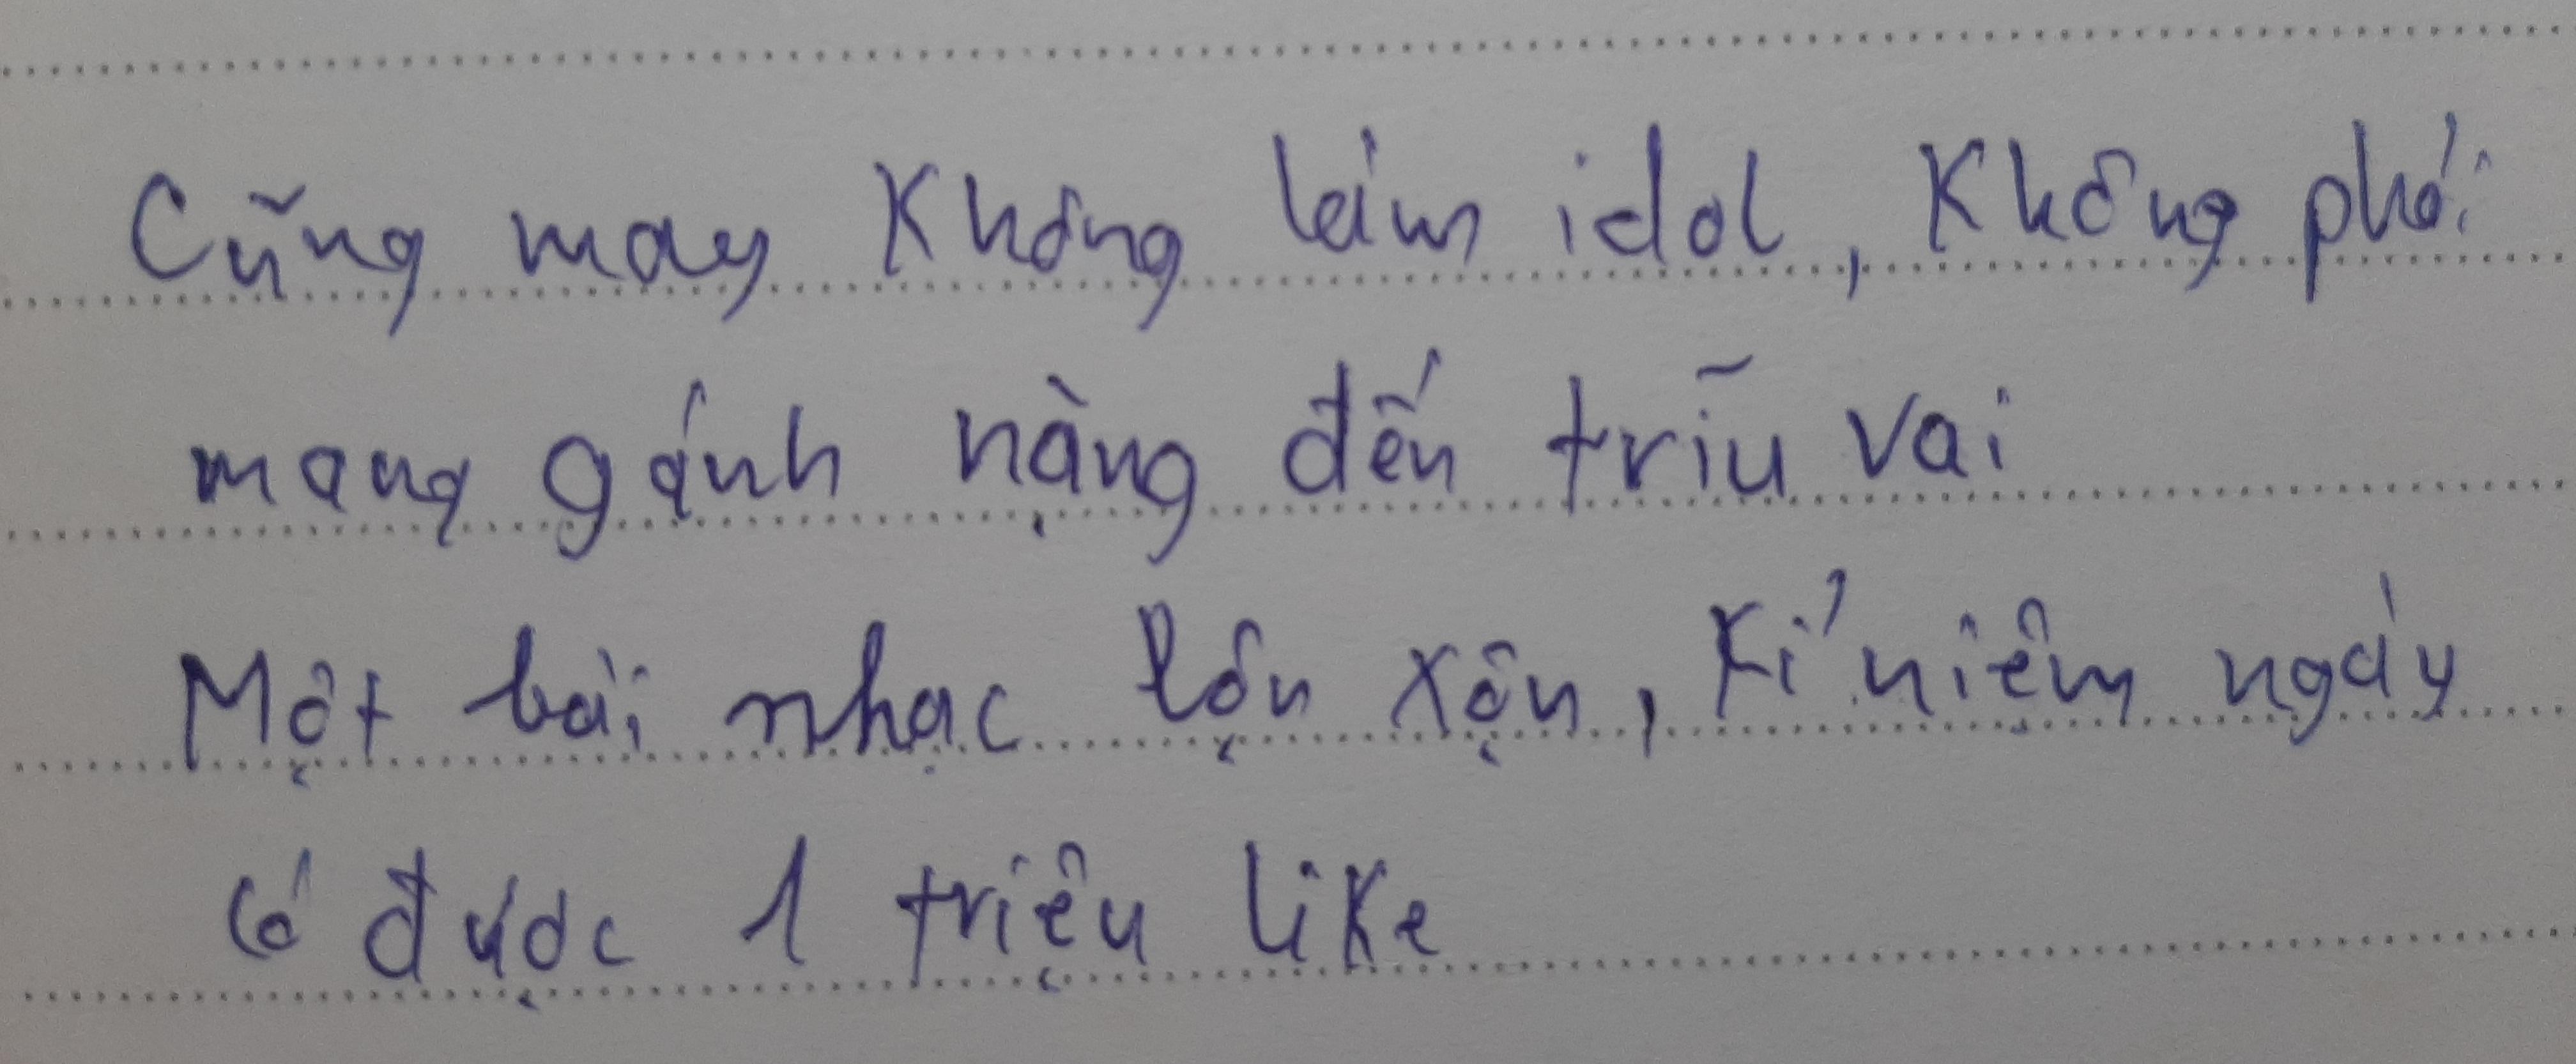 Cũng may không làm idol, không phải
mang gánh nặng đến trĩu vai
Một bài nhạc lộn xộn, kỉ niệm ngày
có được 1 triệu like